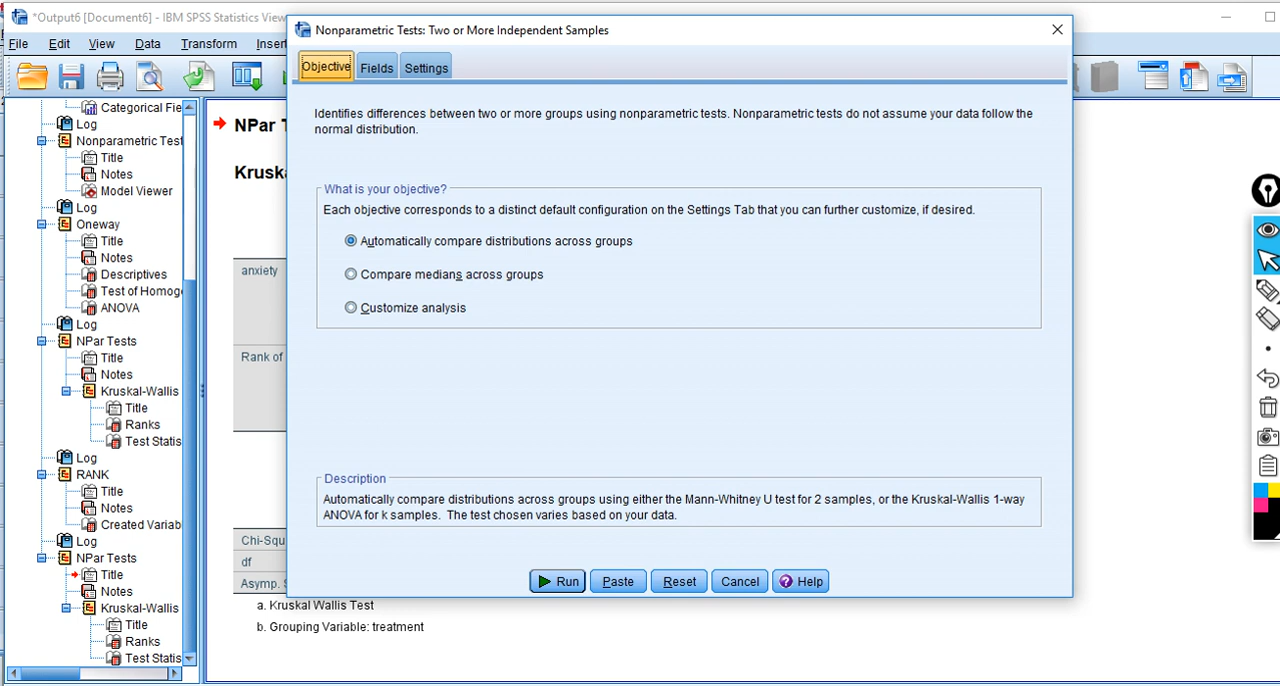 *Output6 [Document6] - IBM SPSS Statistics View
File Edit View Data Transform Insert
Categorical Fie
Log
Nonparametric Test
Title
Notes
Model Viewer
Log
Oneway
Title
Notes
Descriptives
Test of Homog
ANOVA
Log
NPar Tests
Title
Notes
Kruskal-Wallis
Title
Ranks
Test Statis
Log
RANK
Title
Notes
Created Variab
Log
NPar Tests
Title
Notes
Kruskal-Wallis
Title
Ranks
Test Statis
NPar T
Kruska
anxiety
Rank of
Chi-Squ
df
Asymp. S
a. Kruskal Wallis Test
b. Grouping Variable: treatment
Nonparametric Tests: Two or More Independent Samples
Objective Fields Settings
Identifies differences between two or more groups using nonparametric tests. Nonparametric tests do not assume your data follow the
normal distribution.
What is your objective?
Each objective corresponds to a distinct default configuration on the Settings Tab that you can further customize, if desired.
Automatically compare distributions across groups
Compare medians across groups
Customize analysis
Description
Automatically compare distributions across groups using either the Mann-Whitney U test for 2 samples, or the Kruskal-Wallis 1-way
ANOVA for k samples. The test chosen varies based on your data.
Run Paste Reset Cancel Help